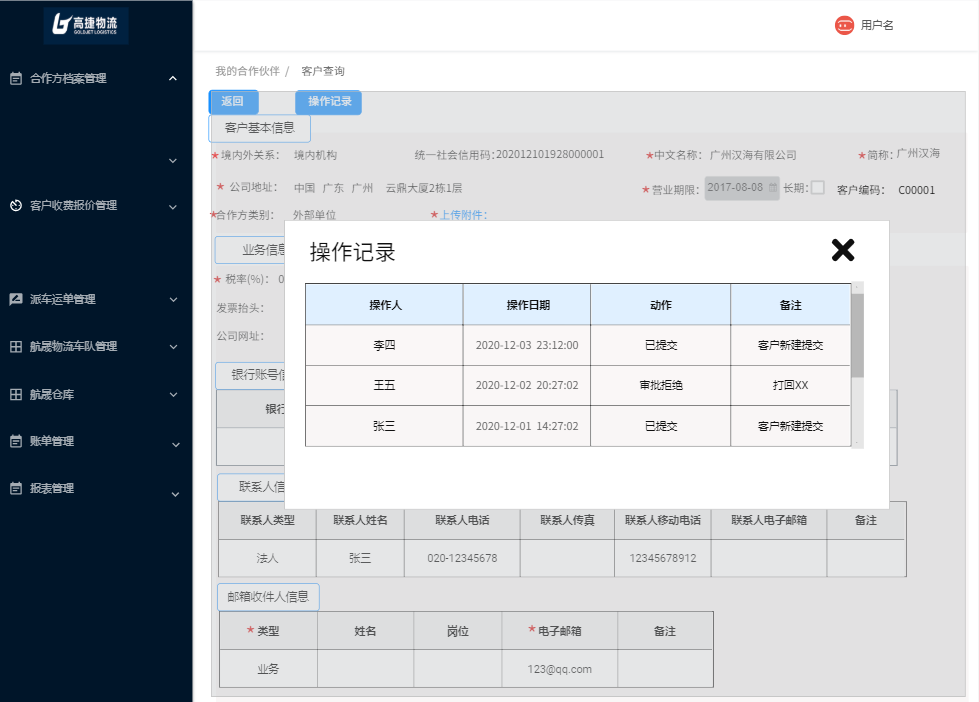 高捷物流
GOLDJET LOGISTICS
用户名
合作方档案管理
客户收费报价管理
派车运单管理
航晟物流车队管理
航晟仓库
账单管理
报表管理
我的合作伙伴 / 客户查询
返回 操作记录
客户基本信息
*境内外关系: 境内机构 统一社会信用码:202012101928000001 *中文名称: 广州汉海有限公司 *简称: 广州汉海
* 公司地址: 中国 广东 广州 云鼎大厦2栋1层 *营业期限: 2017-08-08 长期: 客户编码: C00001
*合作方类别: 外部单位 *上传附件:
业务信息
* 税率(%): 0
发票抬头:
公司网址:
银行账号信
银行
操作记录
操作人 操作日期 动作 备注
李四 2020-12-03 23:12:00 已提交 客户新建提交
王五 2020-12-02 20:27:02 审批拒绝 打回XX
张三 2020-12-01 14:27:02 已提交 客户新建提交
联系人信
联系人类型 联系人姓名 联系人电话 联系人传真 联系人移动电话 联系人电子邮箱 备注
法人 张三 020-12345678 12345678912
邮箱收件人信息
* 类型 姓名 岗位 * 电子邮箱 备注
业务 123@qq.com